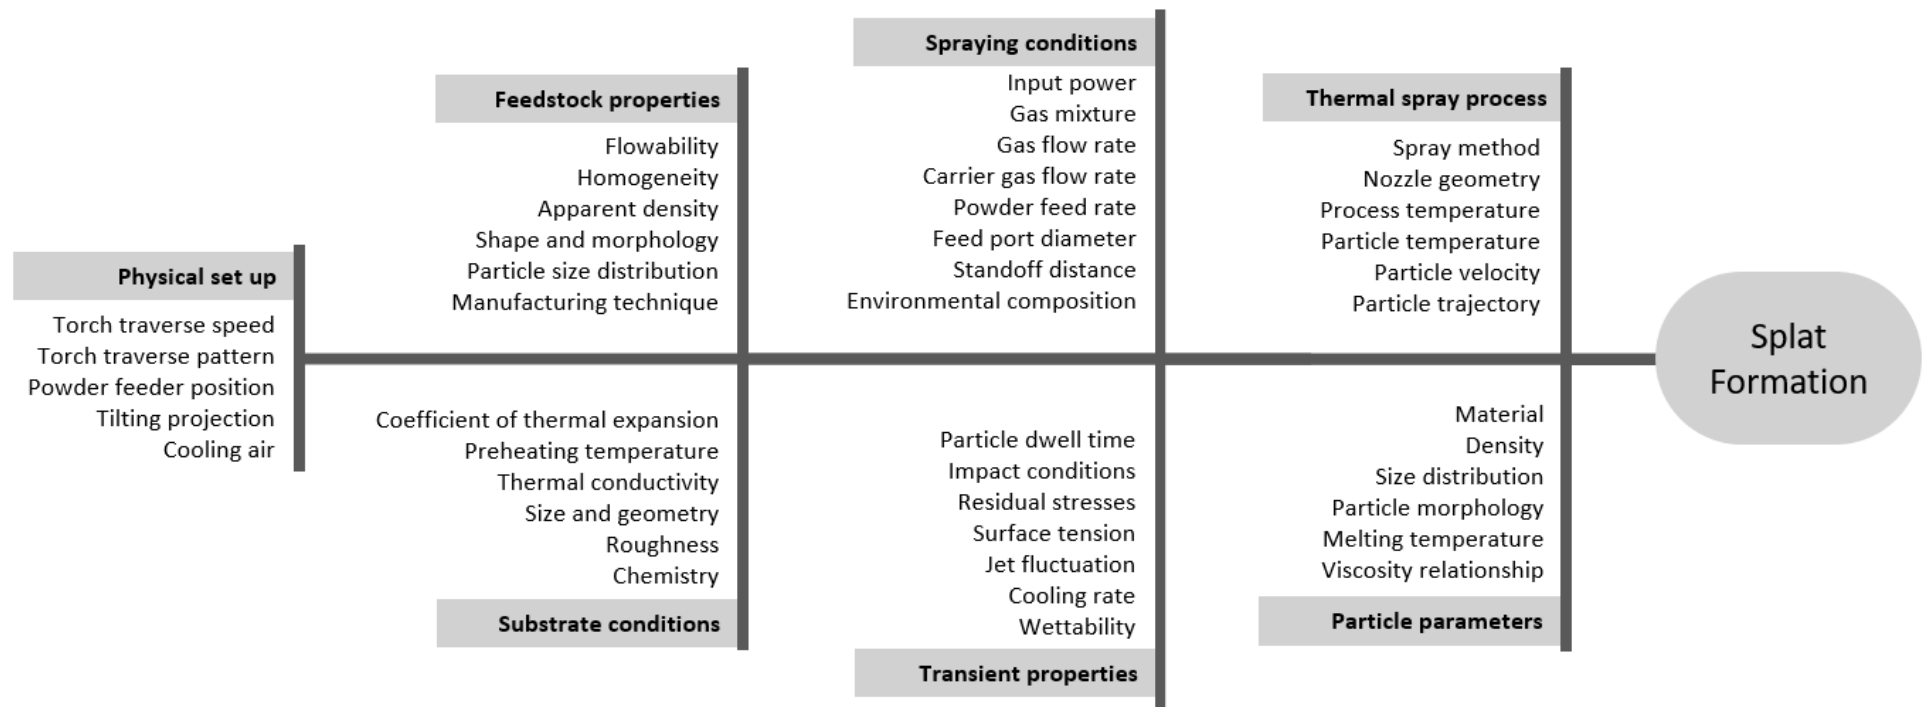 Physical set up
Torch traverse speed
Torch traverse pattern
Powder feeder position
Tilting projection
Cooling air
Feedstock properties
Flowability
Homogeneity
Apparent density
Shape and morphology
Particle size distribution
Manufacturing technique
Coefficient of thermal expansion
Preheating temperature
Thermal conductivity
Size and geometry
Roughness
Chemistry
Substrate conditions
Spraying conditions
Input power
Gas mixture
Gas flow rate
Carrier gas flow rate
Powder feed rate
Feed port diameter
Standoff distance
Environmental composition
Particle dwell time
Impact conditions
Residual stresses
Surface tension
Jet fluctuation
Cooling rate
Wettability
Transient properties
Thermal spray process
Spray method
Nozzle geometry
Process temperature
Particle temperature
Particle velocity
Particle trajectory
Material
Density
Size distribution
Particle morphology
Melting temperature
Viscosity relationship
Particle parameters
Splat
Formation